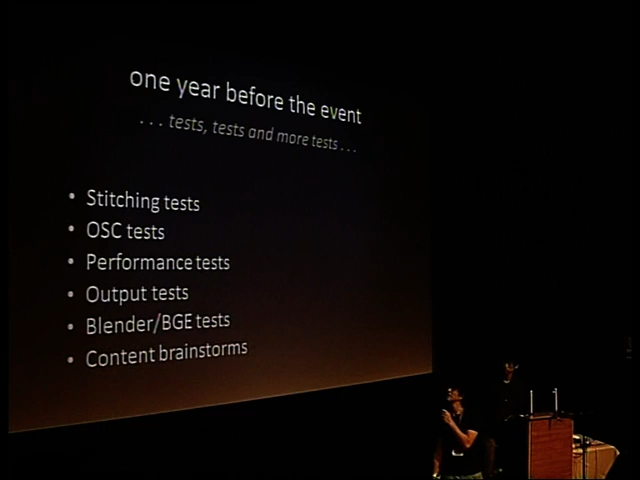 one year before the event
. . . tests, tests and more tests . . .
• Stitching tests
• OSC tests
• Performance tests
• Output tests
• Blender/BGE tests
• Content brainstorms